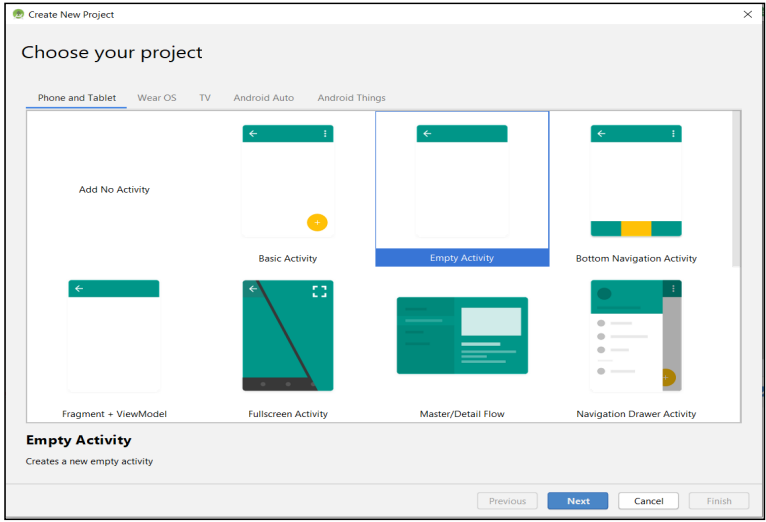 Create New Project
Choose your project
Phone and Tablet Wear OS TV Android Auto Android Things
Add No Activity
Basic Activity
Empty Activity
Bottom Navigation Activity
Fragment + ViewModel
Fullscreen Activity
Master/Detail Flow
Navigation Drawer Activity
Empty Activity
Creates a new empty activity
Previous Next Cancel Finish